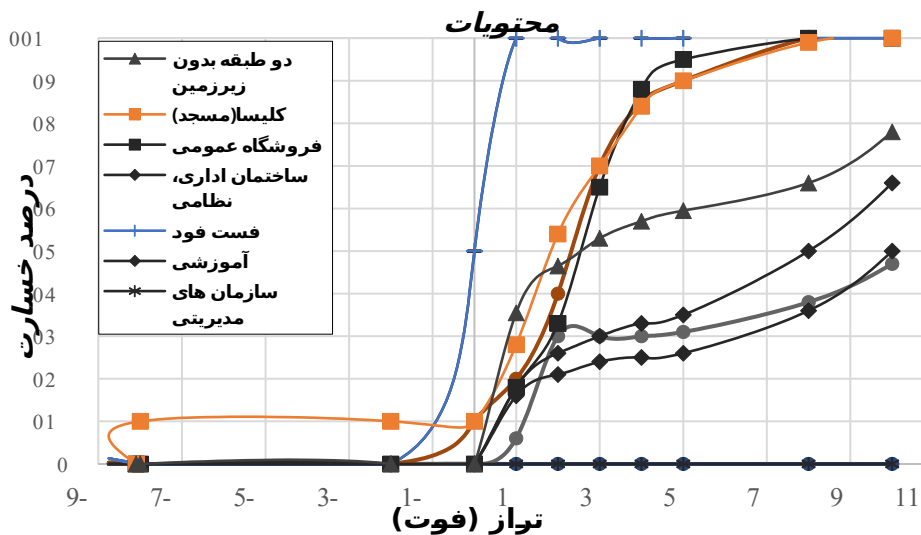 محتویات
001
09
08
07
06
05
04
03
02
01
0
دو طبقه بدون
زیرزمین
کلیسا(مسجد)
فروشگاه عمومی
ساختمان اداری،
نظامی
فست فود
آموزشی
سازمان های
مدیریتی
درصد خسارت
9- 7- 5- 3- 1- 1 3 5 7 9 11
تراز (فوت)